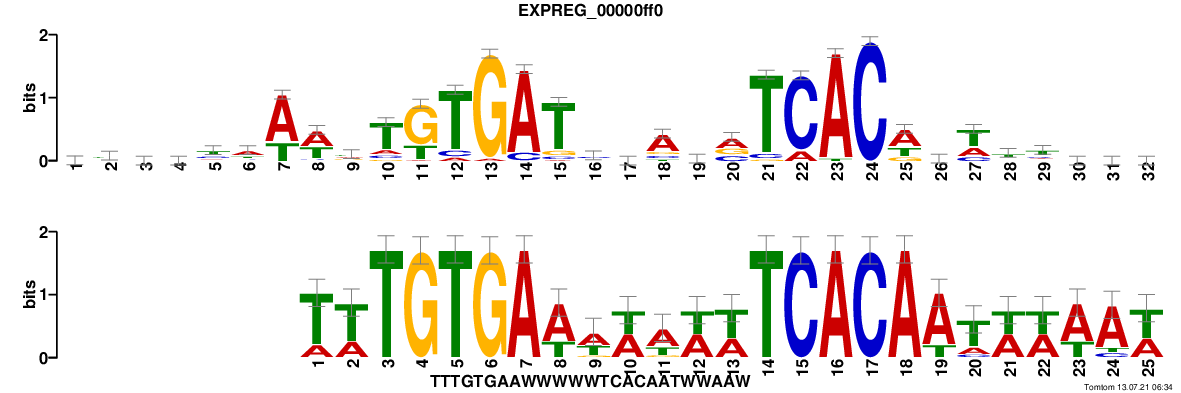 EXPREG_00000ff0
bits
2
1
0
1 2 3 4 5 6 7 8 9 10 11 12 13 14 15 16 17 18 19 20 21 22 23 24 25 26 27 28 29 30 31 32
bits
2
1
0
1 2 3 4 5 6 7 8 9 10 11 12 13 14 15 16 17 18 19 20 21 22 23 24 25
TTTGTGAAWWWWWTCACAATWWAAW
Tomtom 13.07.21 06:34